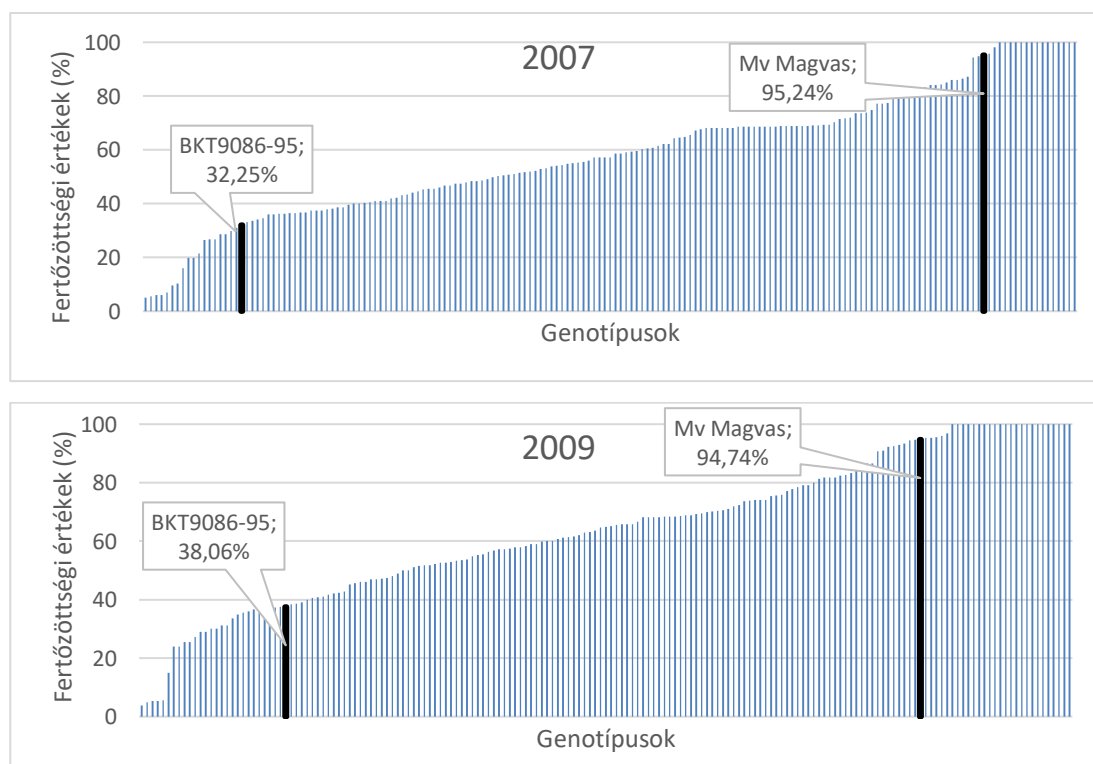 2007
Fertőzöttségi értékek (%)
100
80
60
40
20
0
BKT9086-95;
32,25%
Mv Magvas;
95,24%
Genotípusok
2009
Fertőzöttségi értékek (%)
100
80
60
40
20
0
BKT9086-95;
38,06%
Mv Magvas;
94,74%
Genotípusok